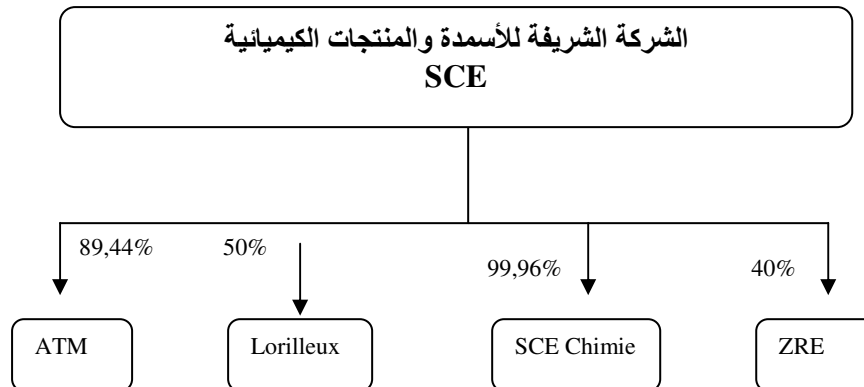 الشركة الشريفة للأسمدة والمنتجات الكيميائية
SCE
89,44%
50%
99,96%
40%
ATM
Lorilleux
SCE Chimie
ZRE